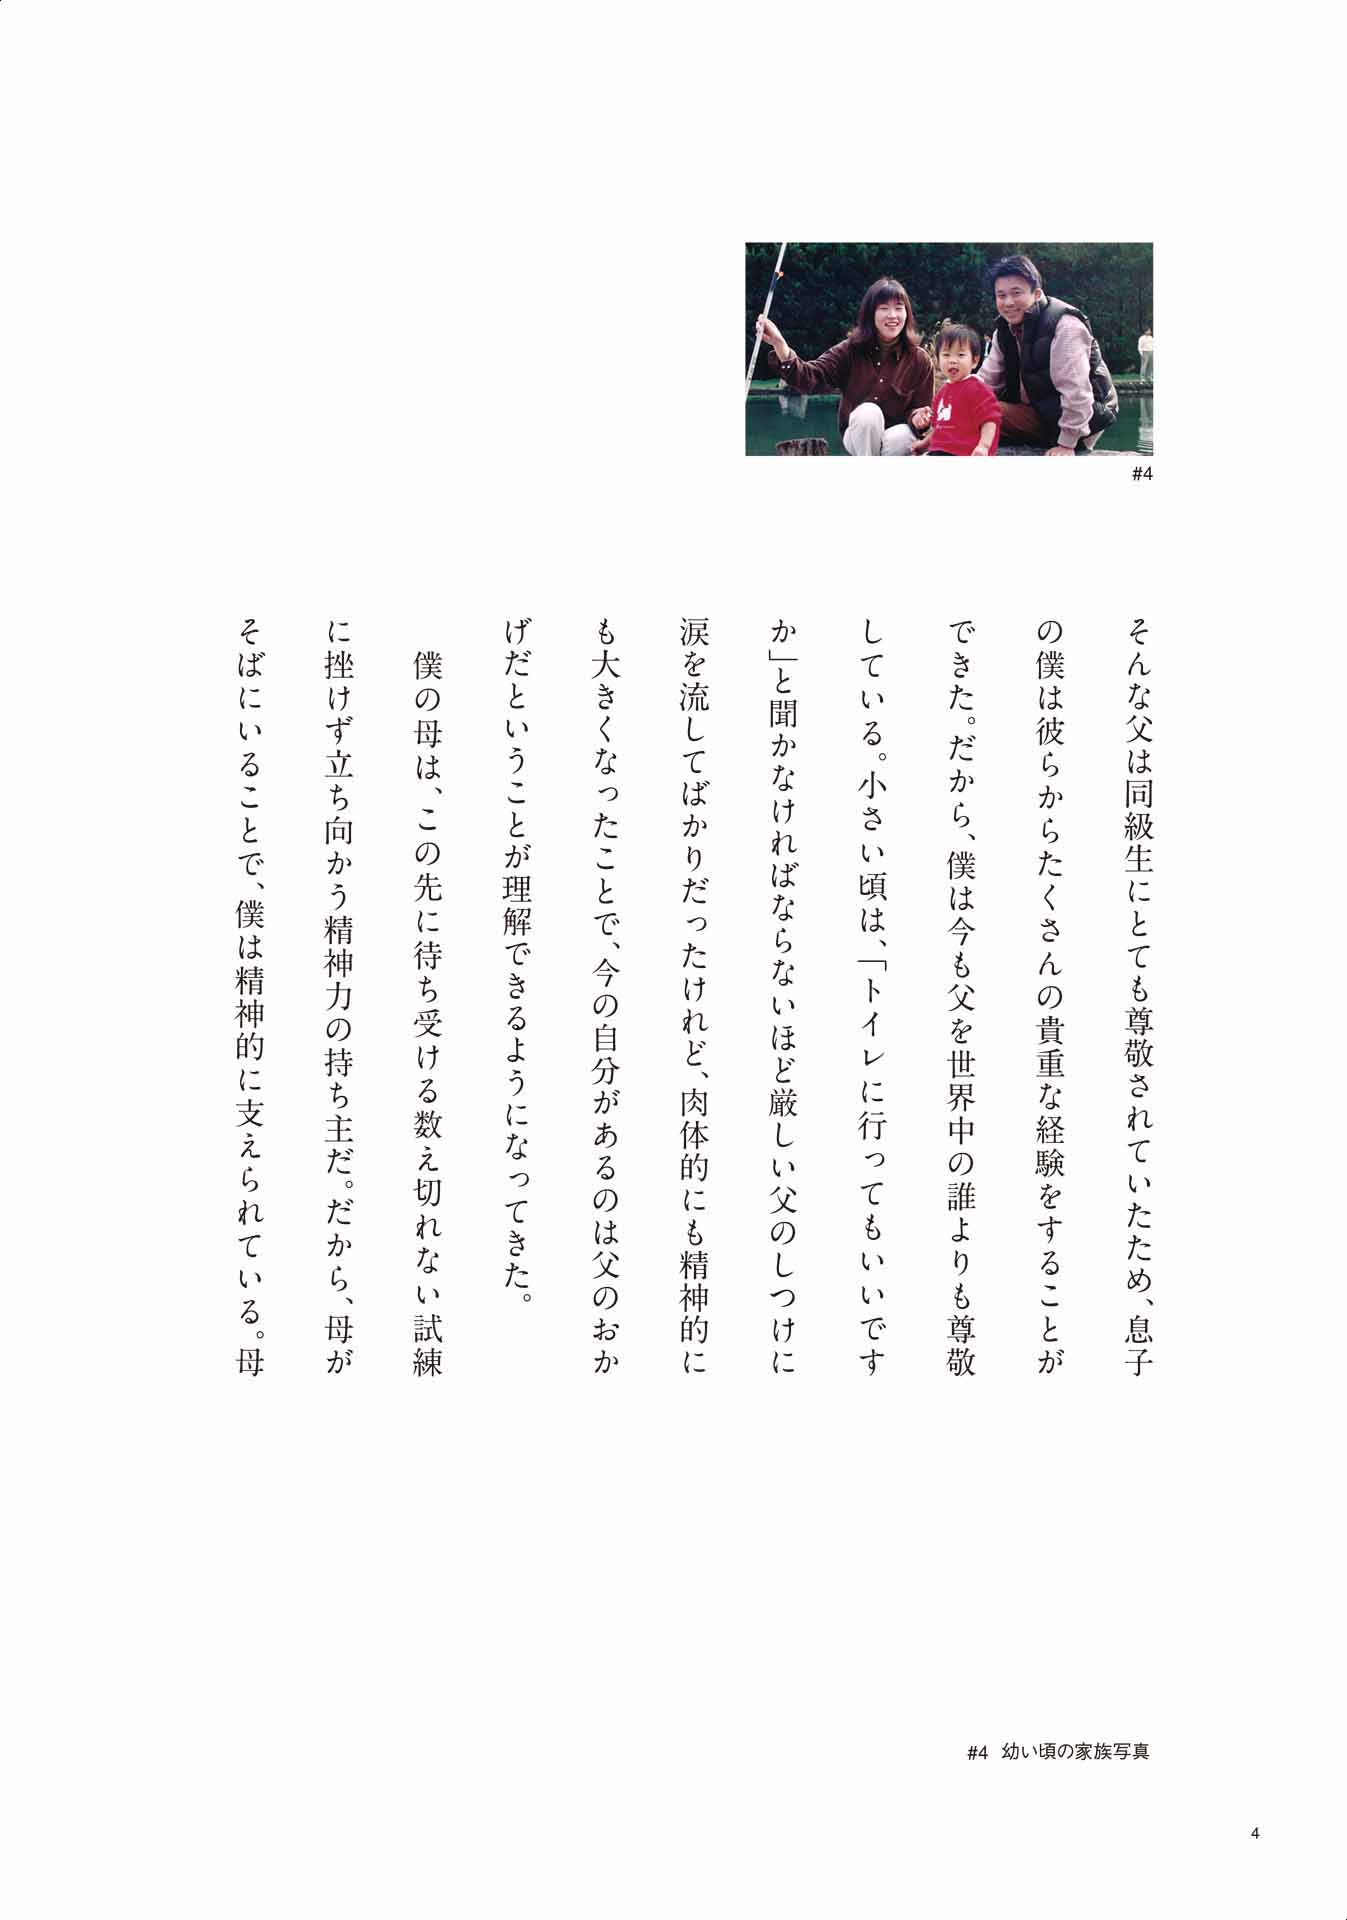 #4
そんな父は同級生にとても尊敬されていたため、息子
の僕は彼らからたくさんの貴重な経験をすることが
できた。だから、僕は今も父を世界中の誰よりも尊敬
している。小さい頃は、「トイレに行ってもいいです
か」と聞かなければならないほど厳しい父のしつけに
涙を流してばかりだったけれど、肉体的にも精神的に
も大きくなったことで、今の自分があるのは父のおか
げだということが理解できるようになってきた。
僕の母は、この先に待ち受ける数え切れない試練
に挫けず立ち向かう精神力の持ち主だ。だから、母が
そばにいることで、僕は精神的に支えられている。母
#4 幼い頃の家族写真
4